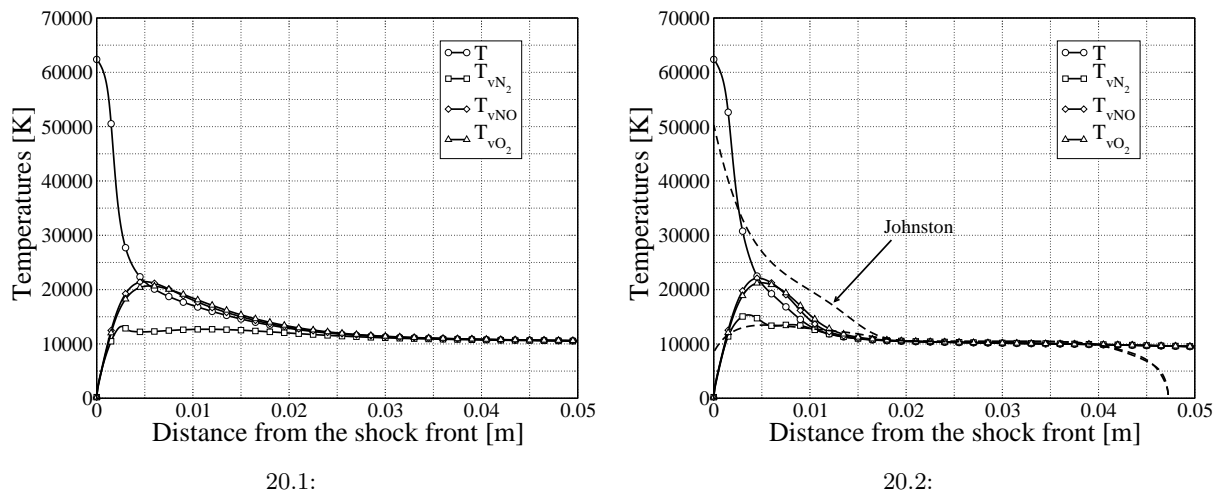 70000
60000
50000
40000
30000
20000
10000
0
Temperatures [K]
T
T_vN2
T_vNO
T_vO2
0 0.01 0.02 0.03 0.04 0.05
Distance from the shock front [m]
20.1:
70000
60000
50000
40000
30000
20000
10000
0
Temperatures [K]
T
T_vN2
T_vNO
T_vO2
Johnston
0 0.01 0.02 0.03 0.04 0.05
Distance from the shock front [m]
20.2: